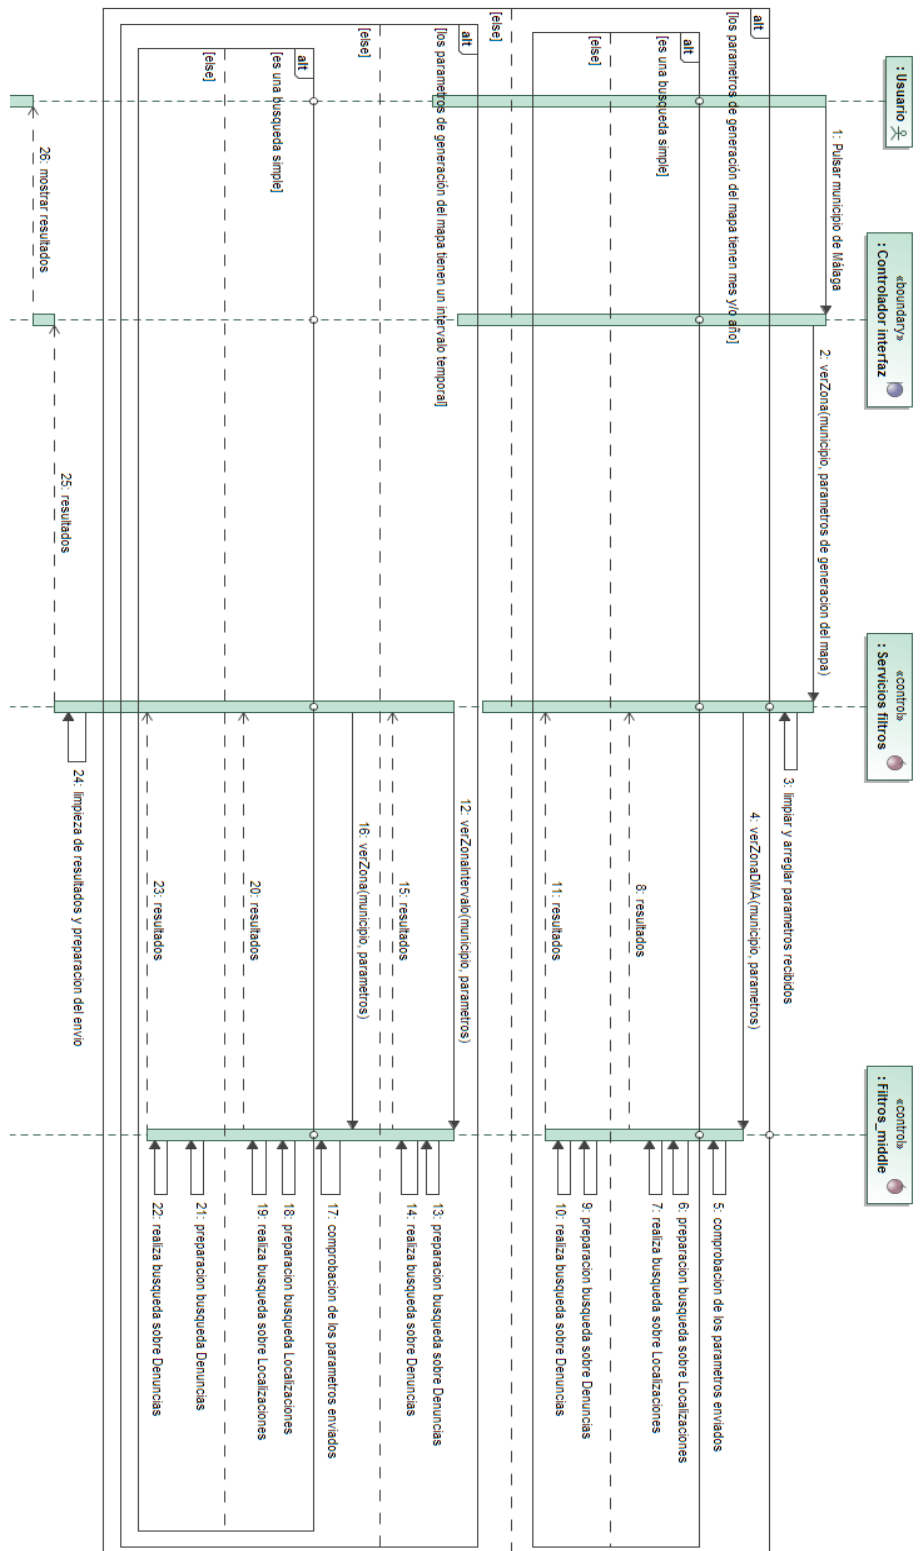 : Usuario
«boundary»
: Controlador interfaz
«control»
: Servicios filtros
«control»
: Filtros_middle
1: Pulsar municipio de Málaga
2: verZona(municipio, parametros de generacion del mapa)
3: limpiar y arreglar parametros recibidos
alt
[los parametros de generación del mapa tienen mes y/o año]
4: verZonaDMA(municipio, parametros)
5: comprobacion de los parametros enviados
alt
[es una busqueda simple]
6: preparacion busqueda sobre Localizaciones
7: realiza busqueda sobre Localizaciones
8: resultados
[else]
9: preparacion busqueda sobre Denuncias
10: realiza busqueda sobre Denuncias
11: resultados
[else]
alt
[los parametros de generación del mapa tienen un intervalo temporal]
12: verZonaIntervalo(municipio, parametros)
13: preparacion busqueda sobre Denuncias
14: realiza busqueda sobre Denuncias
15: resultados
[else]
16: verZona(municipio, parametros)
17: comprobacion de los parametros enviados
alt
[es una busqueda simple]
18: preparacion busqueda Localizaciones
19: realiza busqueda sobre Localizaciones
20: resultados
[else]
21: preparacion busqueda Denuncias
22: realiza busqueda sobre Denuncias
23: resultados
24: limpieza de resultados y preparacion del envio
25: resultados
26: mostrar resultados